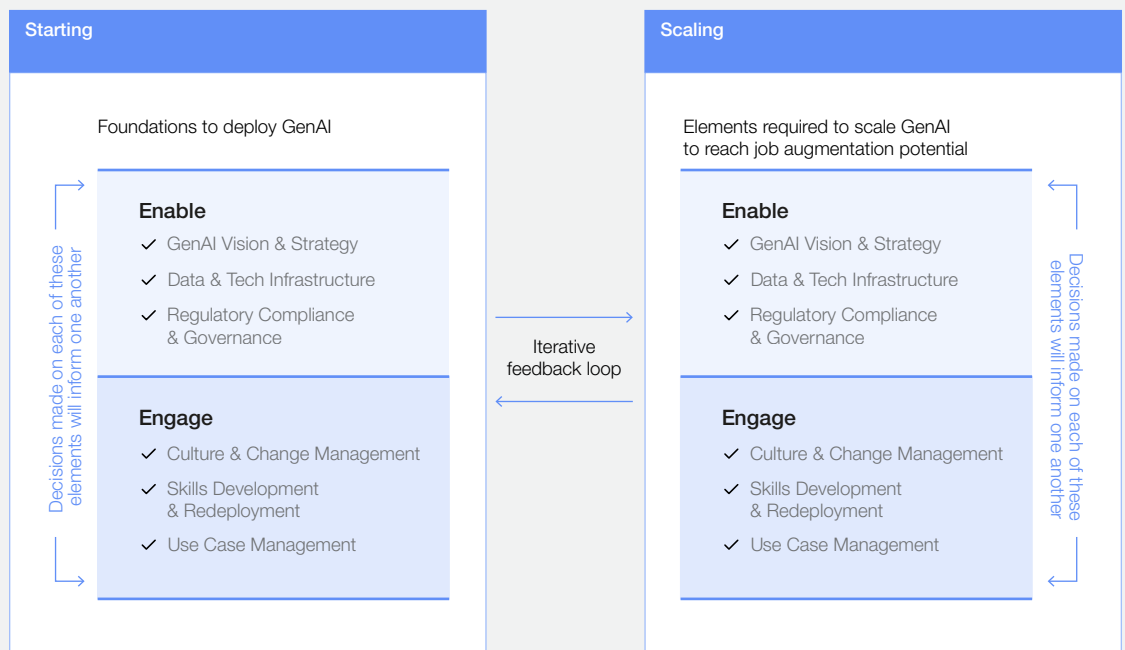 Starting
Foundations to deploy GenAI
Decisions made on each of these
elements will inform one another
Enable
GenAI Vision & Strategy
Data & Tech Infrastructure
Regulatory Compliance
& Governance
Engage
Culture & Change Management
Skills Development
& Redeployment
Use Case Management
Iterative
feedback loop
Scaling
Elements required to scale GenAI
to reach job augmentation potential
Enable
GenAI Vision & Strategy
Data & Tech Infrastructure
Regulatory Compliance
& Governance
Engage
Culture & Change Management
Skills Development
& Redeployment
Use Case Management
Decisions made on each of these
elements will inform one another